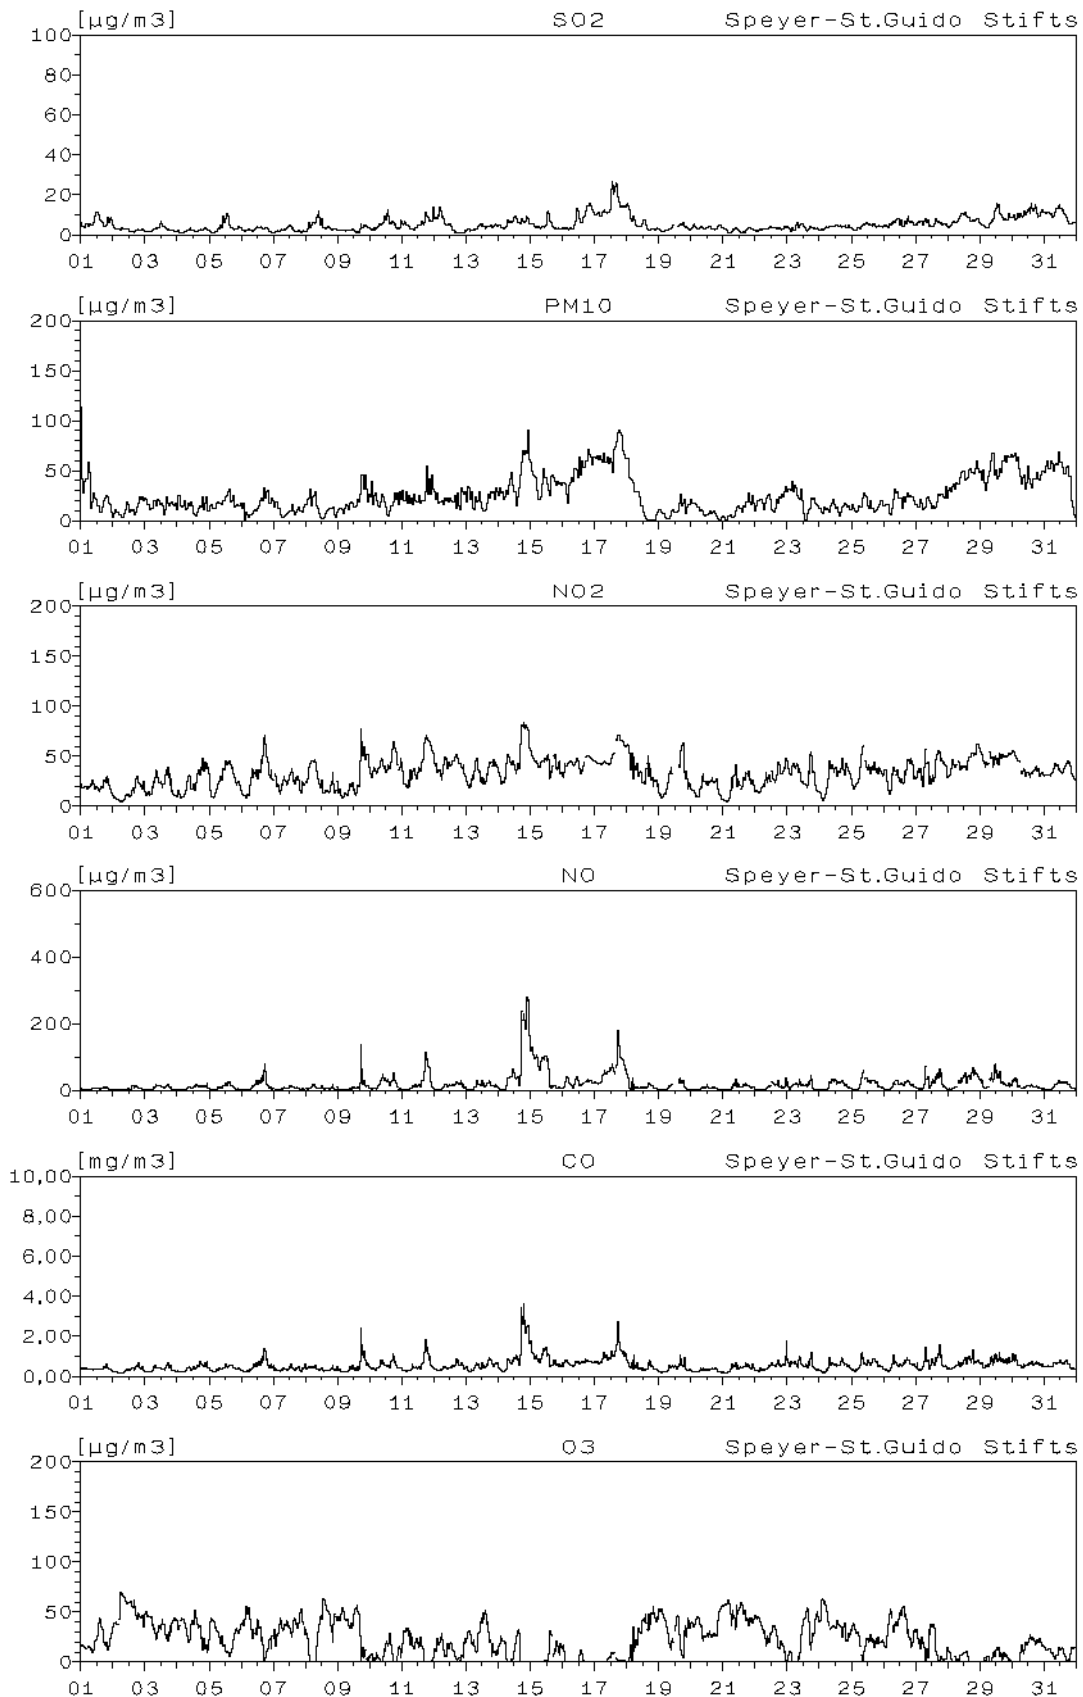 [µg/m3] SO2 Speyer-St.Guido Stifts
100
80
60
40
20
0
01 03 05 07 09 11 13 15 17 19 21 23 25 27 29 31
[µg/m3] PM10 Speyer-St.Guido Stifts
200
150
100
50
0
01 03 05 07 09 11 13 15 17 19 21 23 25 27 29 31
[µg/m3] NO2 Speyer-St.Guido Stifts
200
150
100
50
0
01 03 05 07 09 11 13 15 17 19 21 23 25 27 29 31
[µg/m3] NO Speyer-St.Guido Stifts
600
400
200
0
01 03 05 07 09 11 13 15 17 19 21 23 25 27 29 31
[mg/m3] CO Speyer-St.Guido Stifts
10,00
8,00
6,00
4,00
2,00
0,00
01 03 05 07 09 11 13 15 17 19 21 23 25 27 29 31
[µg/m3] O3 Speyer-St.Guido Stifts
200
150
100
50
0
01 03 05 07 09 11 13 15 17 19 21 23 25 27 29 31